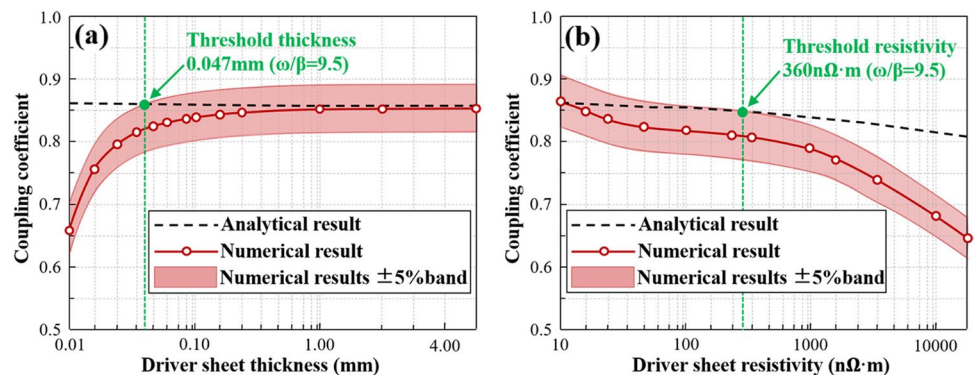 (a)
Threshold thickness
0.047mm (ω/β=9.5)
Coupling coefficient
1.0
0.9
0.8
0.7
0.6
0.5
Analytical result
Numerical result
Numerical results ±5%band
0.01 0.10 1.00 4.00
Driver sheet thickness (mm)
(b)
Threshold resistivity
360nΩ·m (ω/β=9.5)
Coupling coefficient
1.0
0.9
0.8
0.7
0.6
0.5
Analytical result
Numerical result
Numerical results ±5%band
10 100 1000 10000
Driver sheet resistivity (nΩ·m)